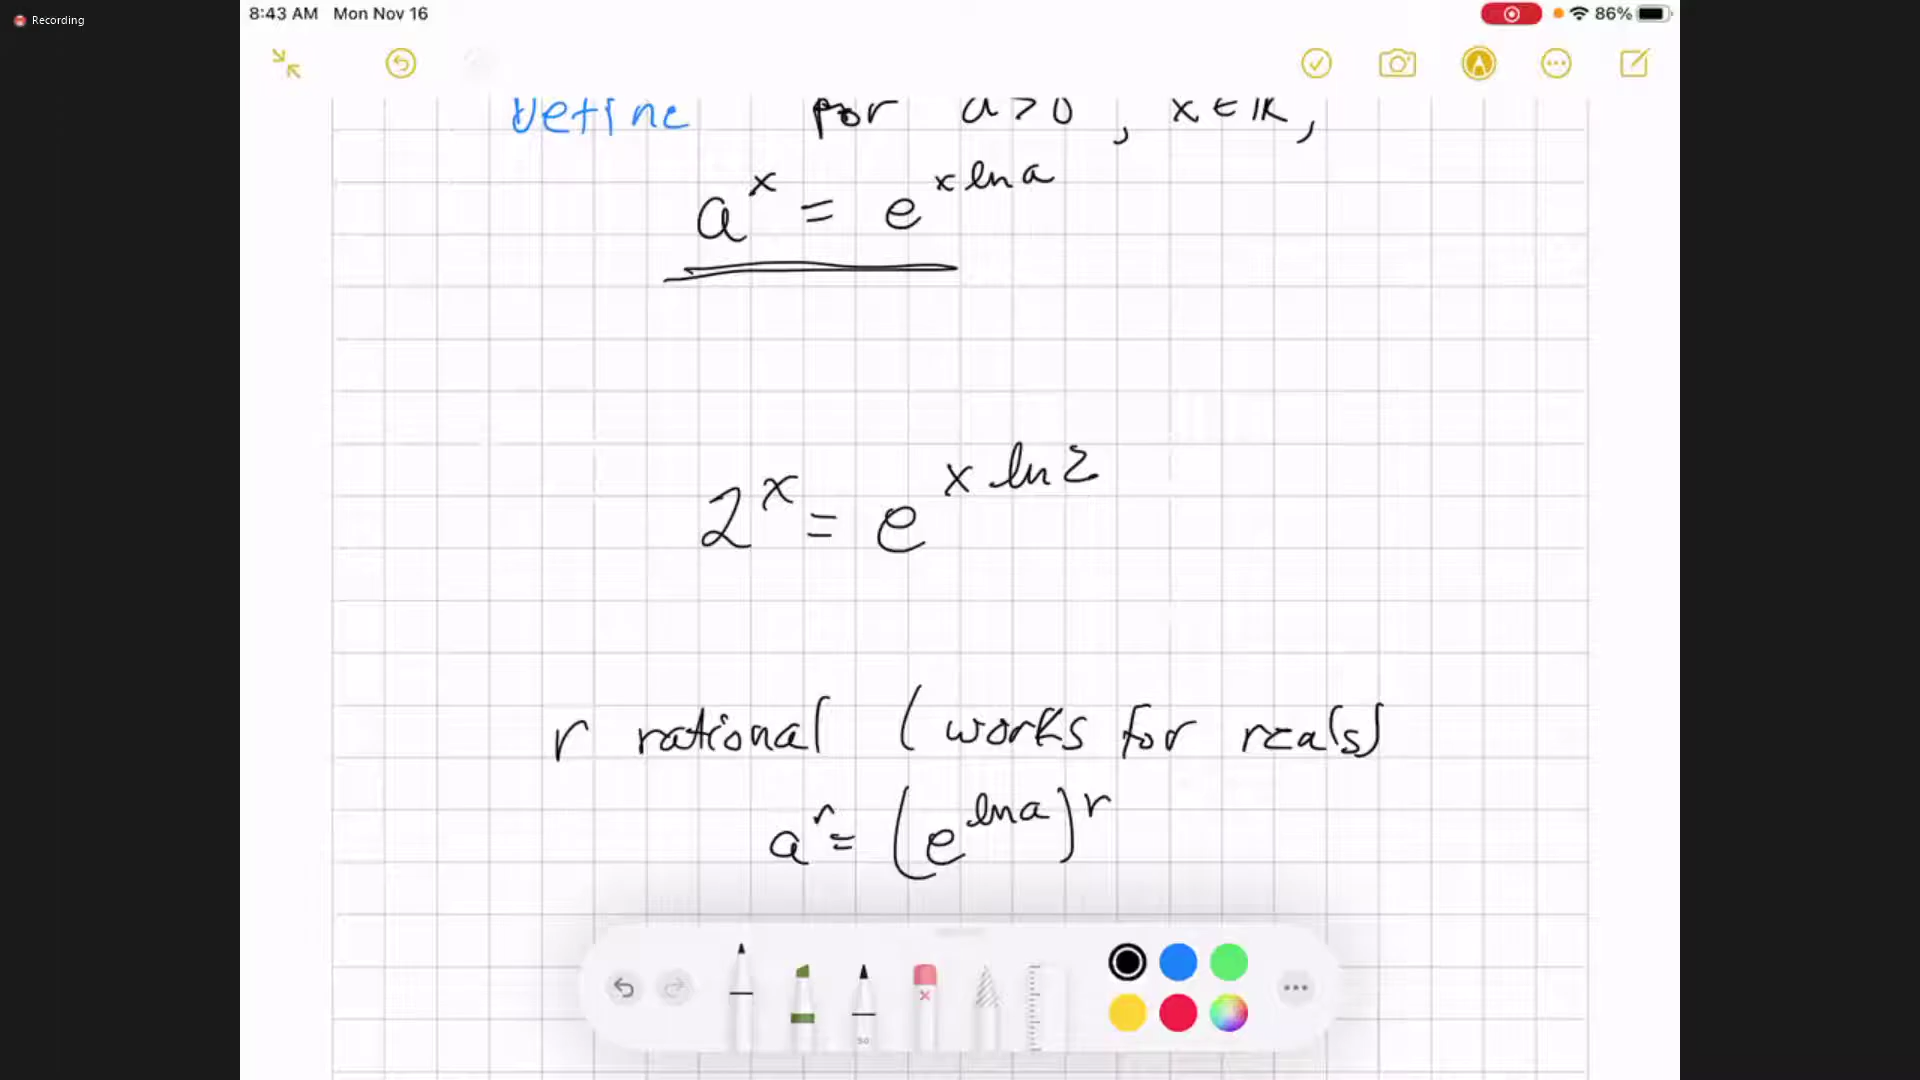 Recording
8:43 AM Mon Nov 16
86%
Define for a > 0, x ∈ ℝ,
a^x = e^{x ln a}
2^x = e^{x ln 2}
r rational (works for reals)
a^r = (e^{ln a})^r
50